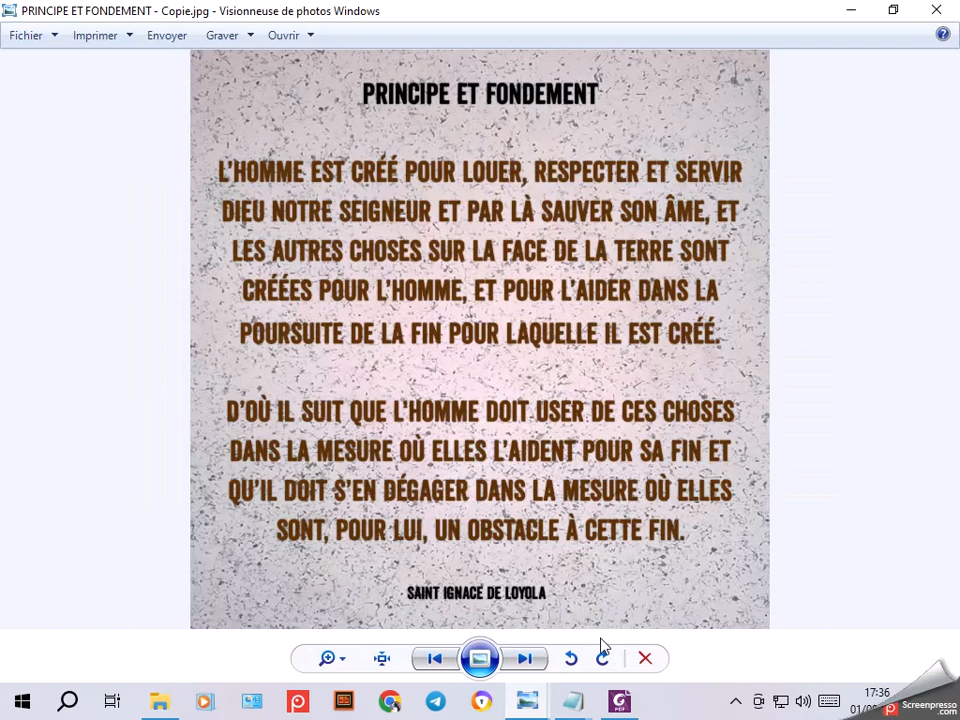 PRINCIPE ET FONDEMENT - Copie.jpg - Visionneuse de photos Windows
Fichier Imprimer Envoyer Graver Ouvrir
PRINCIPE ET FONDEMENT
L'HOMME EST CRÉÉ POUR LOUER, RESPECTER ET SERVIR
DIEU NOTRE SEIGNEUR ET PAR LÀ SAUVER SON ÂME, ET
LES AUTRES CHOSES SUR LA FACE DE LA TERRE SONT
CRÉÉES POUR L'HOMME, ET POUR L'AIDER DANS LA
POURSUITE DE LA FIN POUR LAQUELLE IL EST CRÉÉ.
D'OÙ IL SUIT QUE L'HOMME DOIT USER DE CES CHOSES
DANS LA MESURE OÙ ELLES L'AIDENT POUR SA FIN ET
QU'IL DOIT S'EN DÉGAGER DANS LA MESURE OÙ ELLES
SONT, POUR LUI, UN OBSTACLE À CETTE FIN.
SAINT IGNACE DE LOYOLA
17:36
Screenpresso
.com